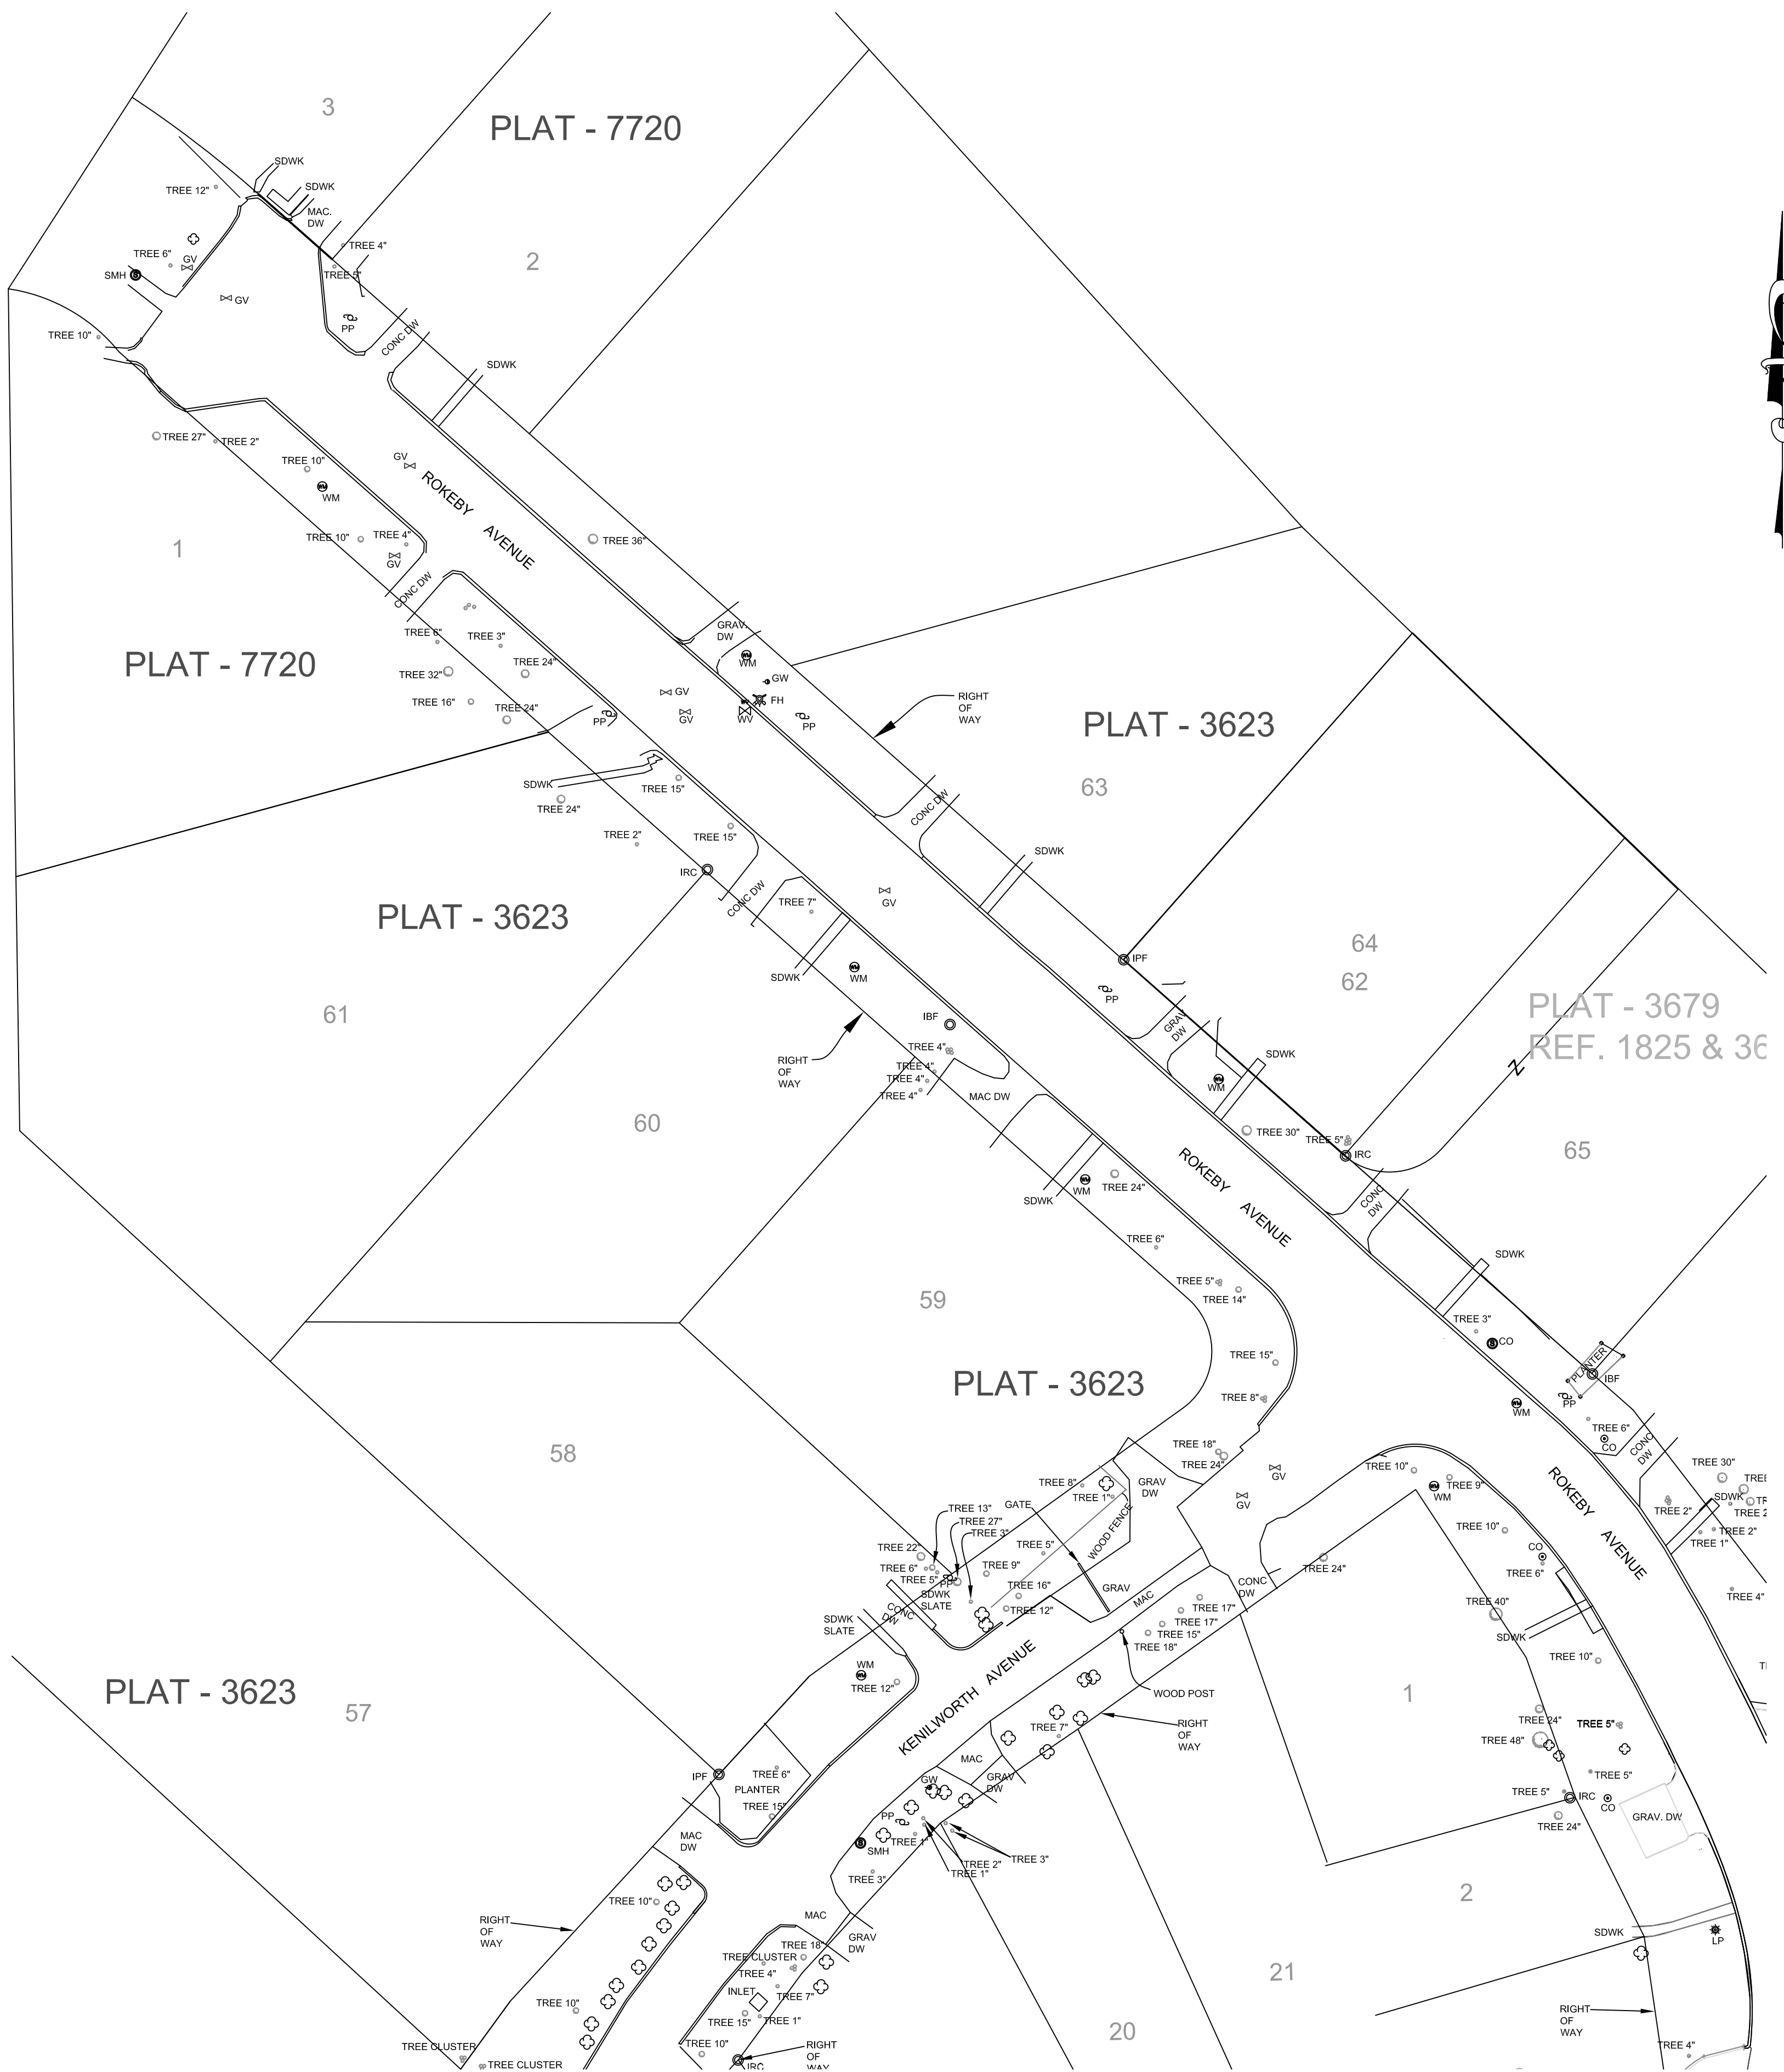 3
PLAT - 7720
SDWK
SDWK
TREE 12"
MAC.
DW
TREE 4"
TREE 6"
GV
SMH
TREE 5"
2
GV
PP
TREE 10"
CONC DW
SDWK
TREE 27"
TREE 2"
TREE 10"
WM
GV
ROKEBY AVENUE
TREE 10"
TREE 4"
GV
1
CONC DW
TREE 36"
TREE 6"
TREE 3"
GRAV.
DW
WM
PLAT - 7720
TREE 32"
TREE 24"
TREE 16"
TREE 24"
PP
GV
GV
GW
FH
WV
PP
RIGHT
OF
WAY
PLAT - 3623
SDWK
TREE 24"
TREE 15"
63
TREE 2"
TREE 15"
CONC DW
SDWK
IRC
CONC DW
TREE 7"
GV
PLAT - 3623
SDWK
WM
IPF
64
62
PP
PLAT - 3679
REF. 1825 & 36
61
IBF
GRAV
DW
SDWK
TREE 4"
TREE 4"
TREE 4"
TREE 4"
RIGHT
OF
WAY
MAC DW
WM
Z
60
TREE 30"
TREE 5"
IRC
65
SDWK
WM
TREE 24"
ROKEBY AVENUE
CONC
DW
TREE 6"
SDWK
TREE 5"
TREE 14"
59
TREE 3"
CO
TREE 15"
PLANTER
IBF
PLAT - 3623
TREE 8"
WM
PP
TREE 6"
CO
CONC
DW
58
TREE 18"
TREE 24"
GV
GV
TREE 10"
TREE 9"
WM
ROKEBY AVENUE
TREE 30"
TREE 2"
SDWK
TREE 2"
TREE 1"
TREE 4"
TREE 8"
TREE 1"
GRAV
DW
GATE
WOOD FENCE
TREE 13"
TREE 27"
TREE 3"
TREE 22"
TREE 6"
TREE 5"
PP
SDWK
SLATE
TREE 5"
TREE 9"
TREE 16"
TREE 12"
GRAV
MAC
CONC
DW
TREE 24"
TREE 10"
CO
TREE 6"
CONC
DW
SDWK
SLATE
TREE 17"
TREE 17"
TREE 15"
TREE 18"
TREE 40"
SDWK
TREE 10"
WM
TREE 12"
KENILWORTH AVENUE
WOOD POST
1
PLAT - 3623
57
RIGHT
OF
WAY
TREE 7"
TREE 24"
TREE 5"
TREE 48"
IPF
TREE 6"
PLANTER
TREE 15"
MAC
GRAV
DW
GW
TREE 5"
TREE 5"
IRC
CO
TREE 24"
GRAV. DW
PP
SMH
TREE 1"
TREE 2"
TREE 1"
TREE 3"
MAC
DW
TREE 3"
2
TREE 10"
RIGHT
OF
WAY
MAC
GRAV
DW
SDWK
LP
TREE 18"
TREE CLUSTER
TREE 4"
21
INLET
TREE 7"
TREE 10"
TREE 15"
TREE 1"
20
RIGHT
OF
WAY
TREE CLUSTER
TREE CLUSTER
TREE 10"
IRC
RIGHT
OF
WAY
TREE 4"